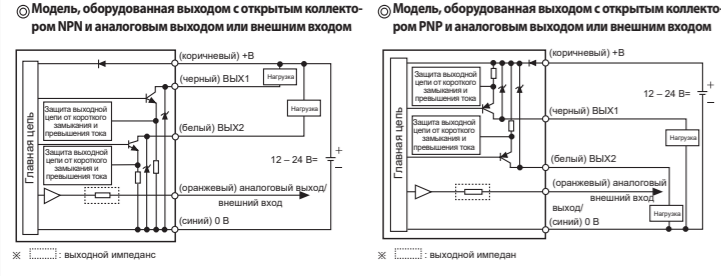 ◎ Модель, оборудованная выходом с открытым коллекто-
ром NPN и аналоговым выходом или внешним входом
Главная цепь
Защита выходной
цепи от короткого
замыкания и
превышения тока
Защита выходной
цепи от короткого
замыкания и
превышения тока
(коричневый) +В
(черный) ВЫХ1
Нагрузка
Нагрузка
(белый) ВЫХ2
12 – 24 В=
+
–
(оранжевый) аналоговый выход/
внешний вход
(синий) 0 В
※ : выходной импеданс
◎ Модель, оборудованная выходом с открытым коллекто-
ром PNP и аналоговым выходом или внешним входом
Главная цепь
Защита выходной
цепи от короткого
замыкания и
превышения тока
Защита выходной
цепи от короткого
замыкания и
превышения тока
(коричневый) +В
12 – 24 В=
+
–
(черный) ВЫХ1
Нагрузка
(белый) ВЫХ2
(оранжевый) аналоговый
внешний вход
выход/
Нагрузка
(синий) 0 В
※ : выходной импедан